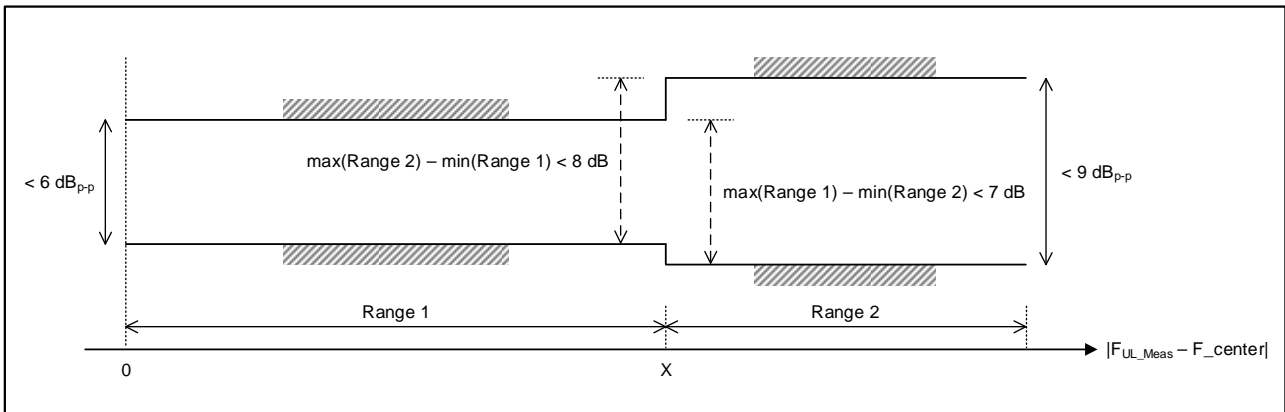 max(Range 2) – min(Range 1) < 8 dB
< 6 dBp-p
max(Range 1) – min(Range 2) < 7 dB
< 9 dBp-p
Range 1
Range 2
0
X
|FUL_Meas – F_center|